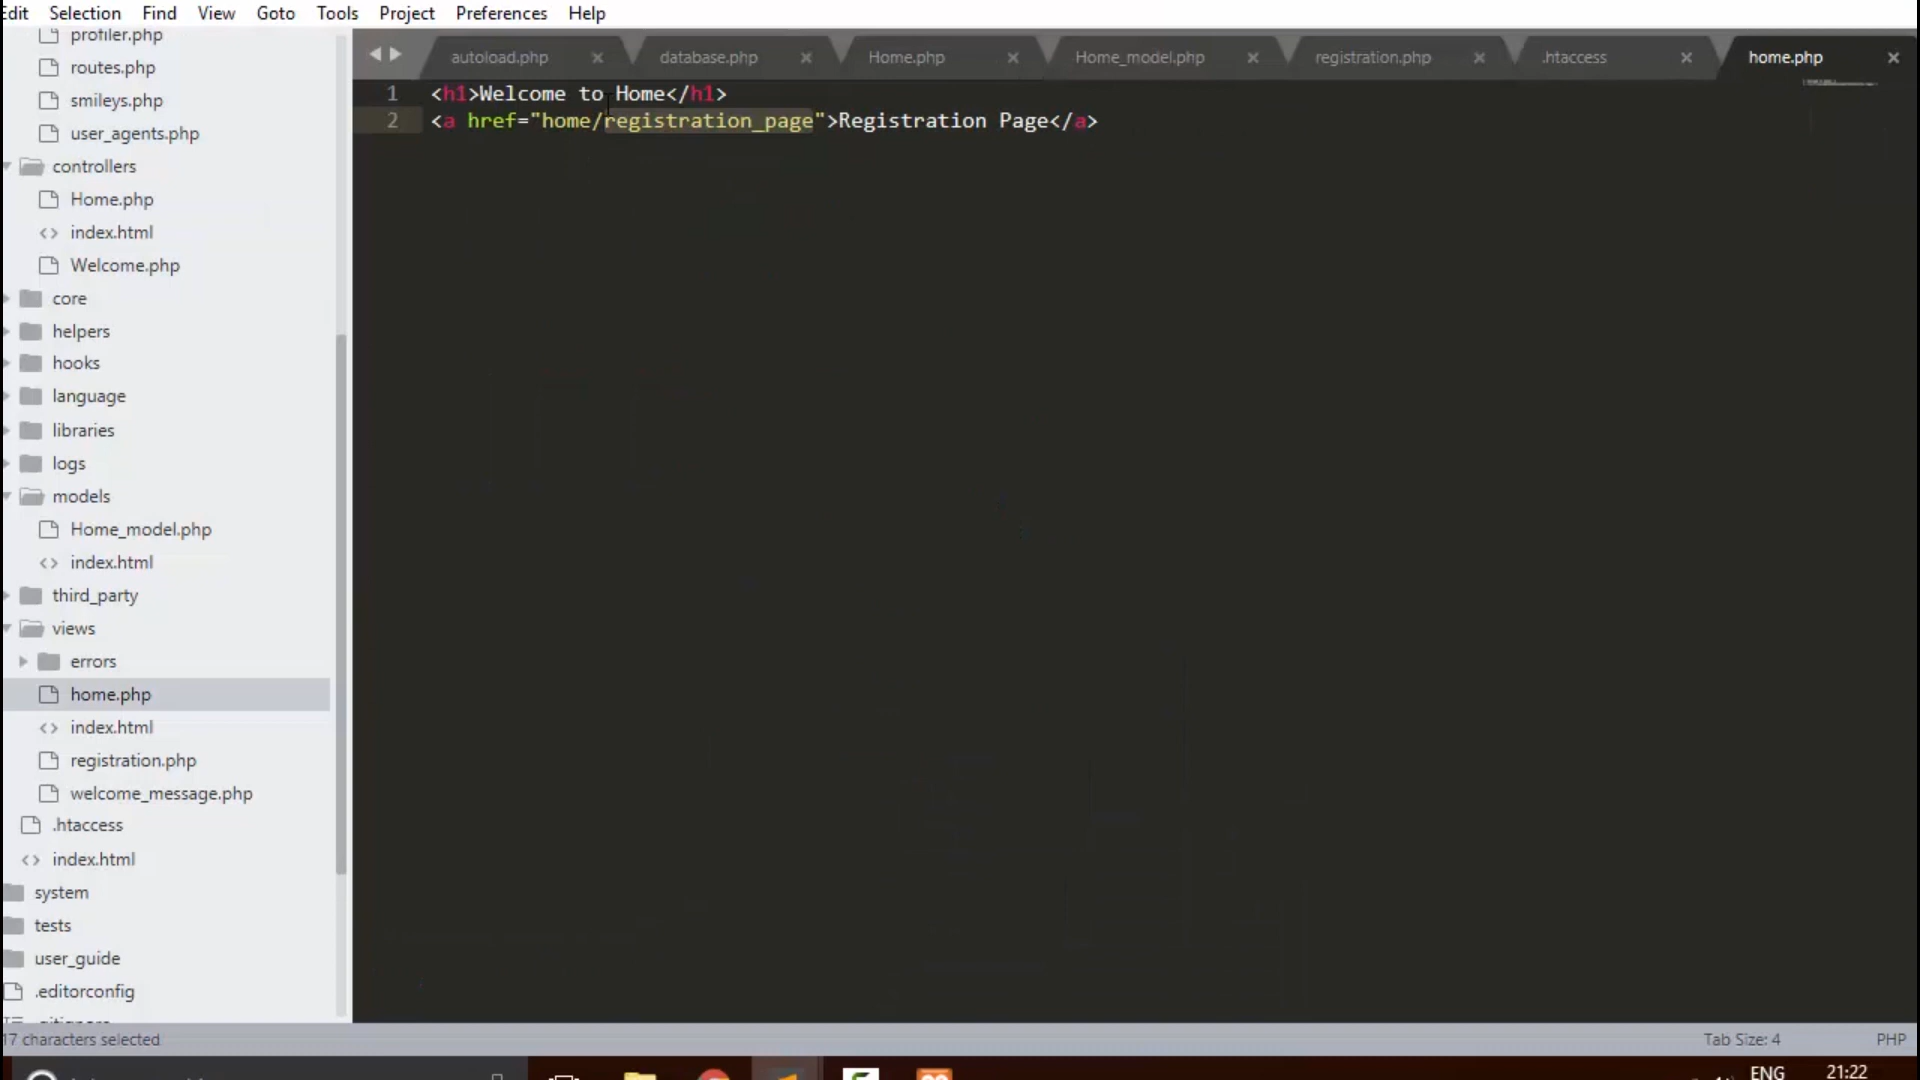 Edit Selection Find View Goto Tools Project Preferences Help
profiler.php
routes.php
smileys.php
user_agents.php
controllers
Home.php
index.html
Welcome.php
core
helpers
hooks
language
libraries
logs
models
Home_model.php
index.html
third_party
views
errors
home.php
index.html
registration.php
welcome_message.php
.htaccess
index.html
system
tests
user_guide
.editorconfig
autoload.php database.php Home.php Home_model.php registration.php .htaccess home.php
1 <h1>Welcome to Home</h1>
2 <a href="home/registration_page">Registration Page</a>
17 characters selected
Tab Size: 4 PHP
ENG 21:22